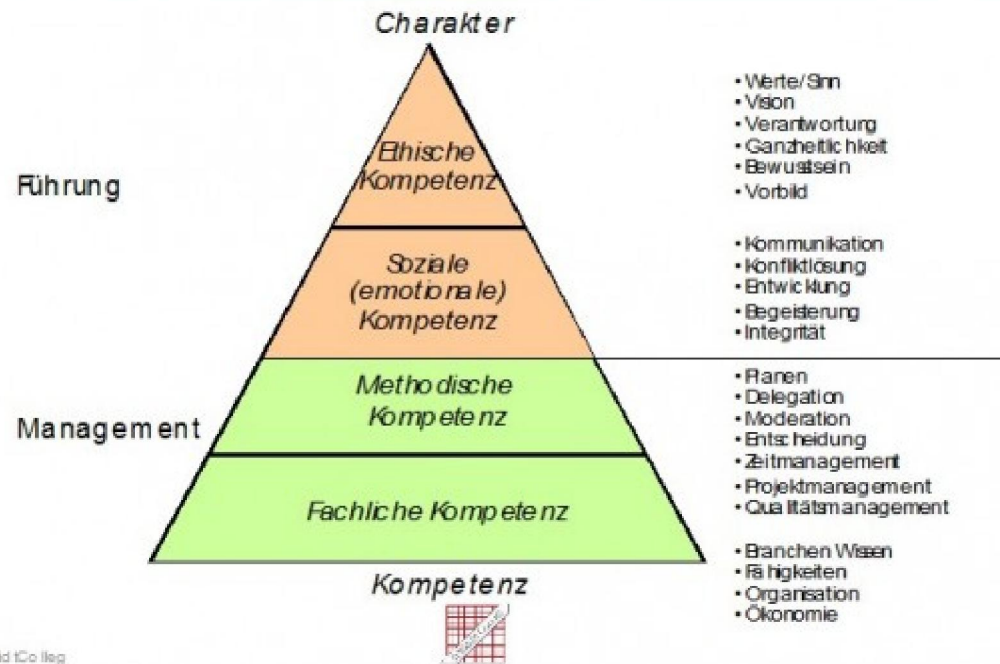 Charakter
Führung
Ethische
Kompetenz
• Werte/Sinn
• Vision
• Verantwortung
• Ganzheitlichkeit
• Bewusstsein
• Vorbild
Soziale
(emotionale)
Kompetenz
• Kommunikation
• Konfliktlösung
• Entwicklung
• Begeisterung
• Integrität
Management
Methodische
Kompetenz
• Planen
• Delegation
• Moderation
• Entscheidung
• Zeitmanagement
• Projektmanagement
• Qualitätsmanagement
Fachliche Kompetenz
• Branchen Wissen
• Fähigkeiten
• Organisation
• Ökonomie
Kompetenz